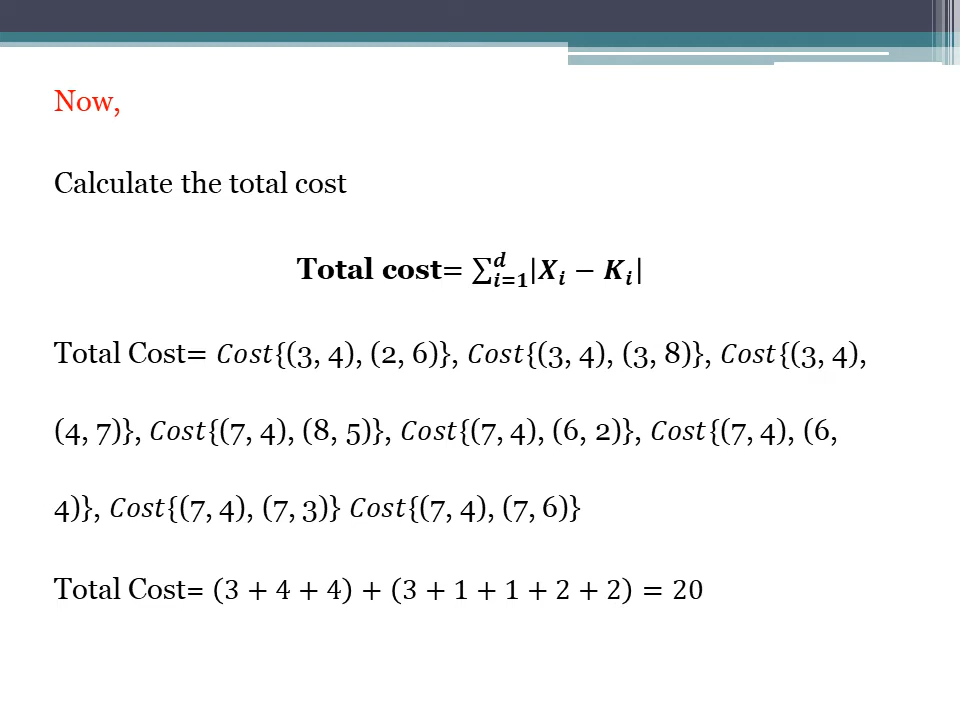 Now,
Calculate the total cost
Total cost= ∑ᵢ₌₁ᵈ|Xᵢ − Kᵢ|
Total Cost= Cost{(3, 4), (2, 6)}, Cost{(3, 4), (3, 8)}, Cost{(3, 4),
(4, 7)}, Cost{(7, 4), (8, 5)}, Cost{(7, 4), (6, 2)}, Cost{(7, 4), (6,
4)}, Cost{(7, 4), (7, 3)} Cost{(7, 4), (7, 6)}
Total Cost= (3 + 4 + 4) + (3 + 1 + 1 + 2 + 2) = 20